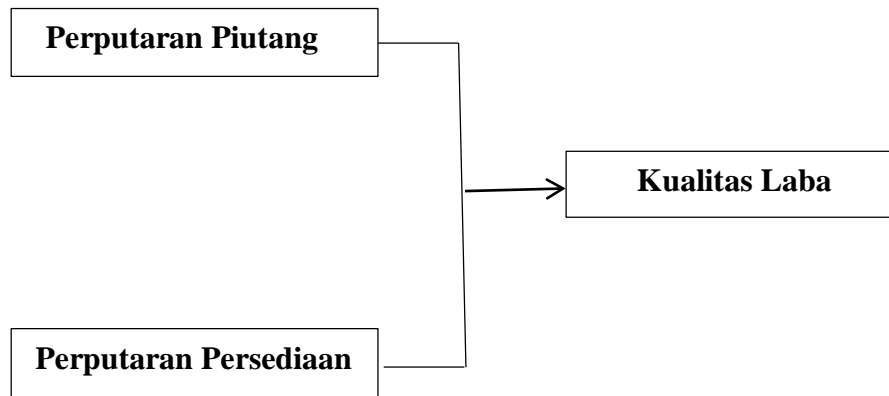 Perputaran Piutang
Kualitas Laba
Perputaran Persediaan